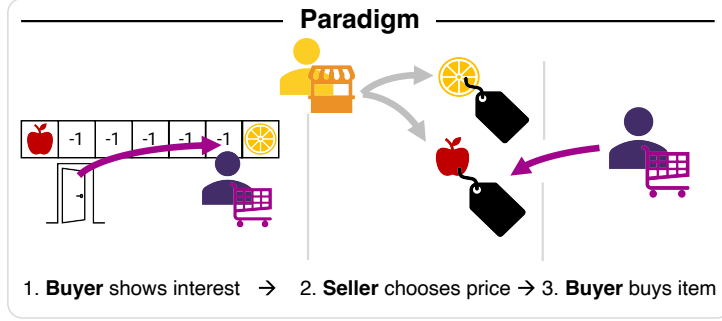 Paradigm
-1 -1 -1 -1 -1
1. Buyer shows interest → 2. Seller chooses price → 3. Buyer buys item